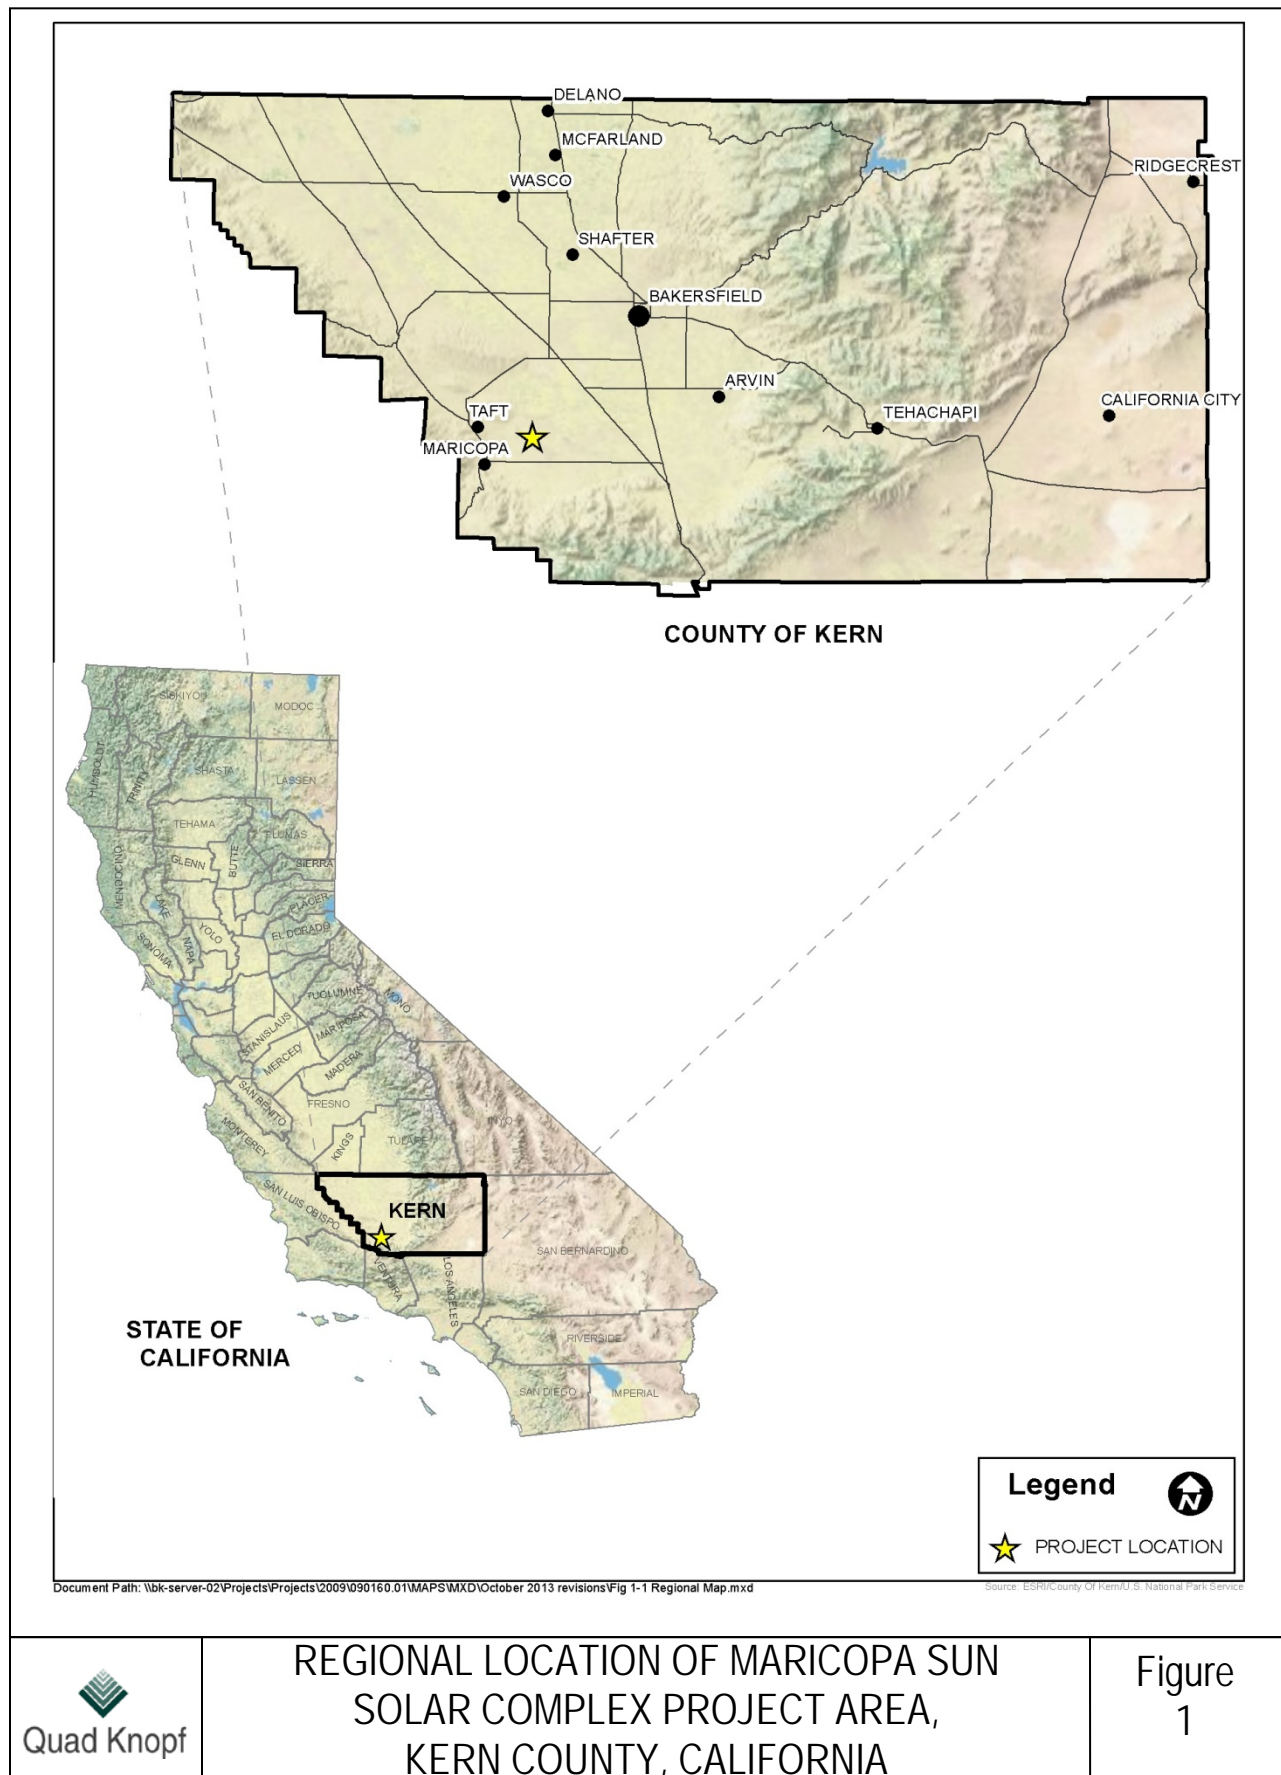 DELANO
MCFARLAND
WASCO
RIDGECREST
SHAFTER
BAKERSFIELD
ARVIN
TAFT
CALIFORNIA CITY
TEHACHAPI
MARICOPA
COUNTY OF KERN
SISKIYOU
MODOC
HUMBOLDT
TRINITY
SHASTA
LASSEN
TEHAMA
PLUMAS
MENDOCINO
GLENN
BUTTE
SIERRA
LAKE
PLACER
YOLO
EL DORADO
SONOMA
NAPA
TUOLUMNE
MONO
STANISLAUS
MARIPOSA
MERCED
MADERA
SAN BENITO
FRESNO
MONTEREY
KINGS
TULARE
INYO
SAN LUIS OBISPO
KERN
SAN BERNARDINO
VENTURA
LOS ANGELES
STATE OF
CALIFORNIA
RIVERSIDE
SAN DIEGO
IMPERIAL
Legend
N
PROJECT LOCATION
Document Path: \\bk-server-02\Projects\Projects\2009\090160.01\MAPS\MXD\October 2013 revisions\Fig 1-1 Regional Map.mxd
Source: ESRI/County Of Kern/U.S. National Park Service
Quad Knopf
REGIONAL LOCATION OF MARICOPA SUN
SOLAR COMPLEX PROJECT AREA,
KERN COUNTY, CALIFORNIA
Figure
1